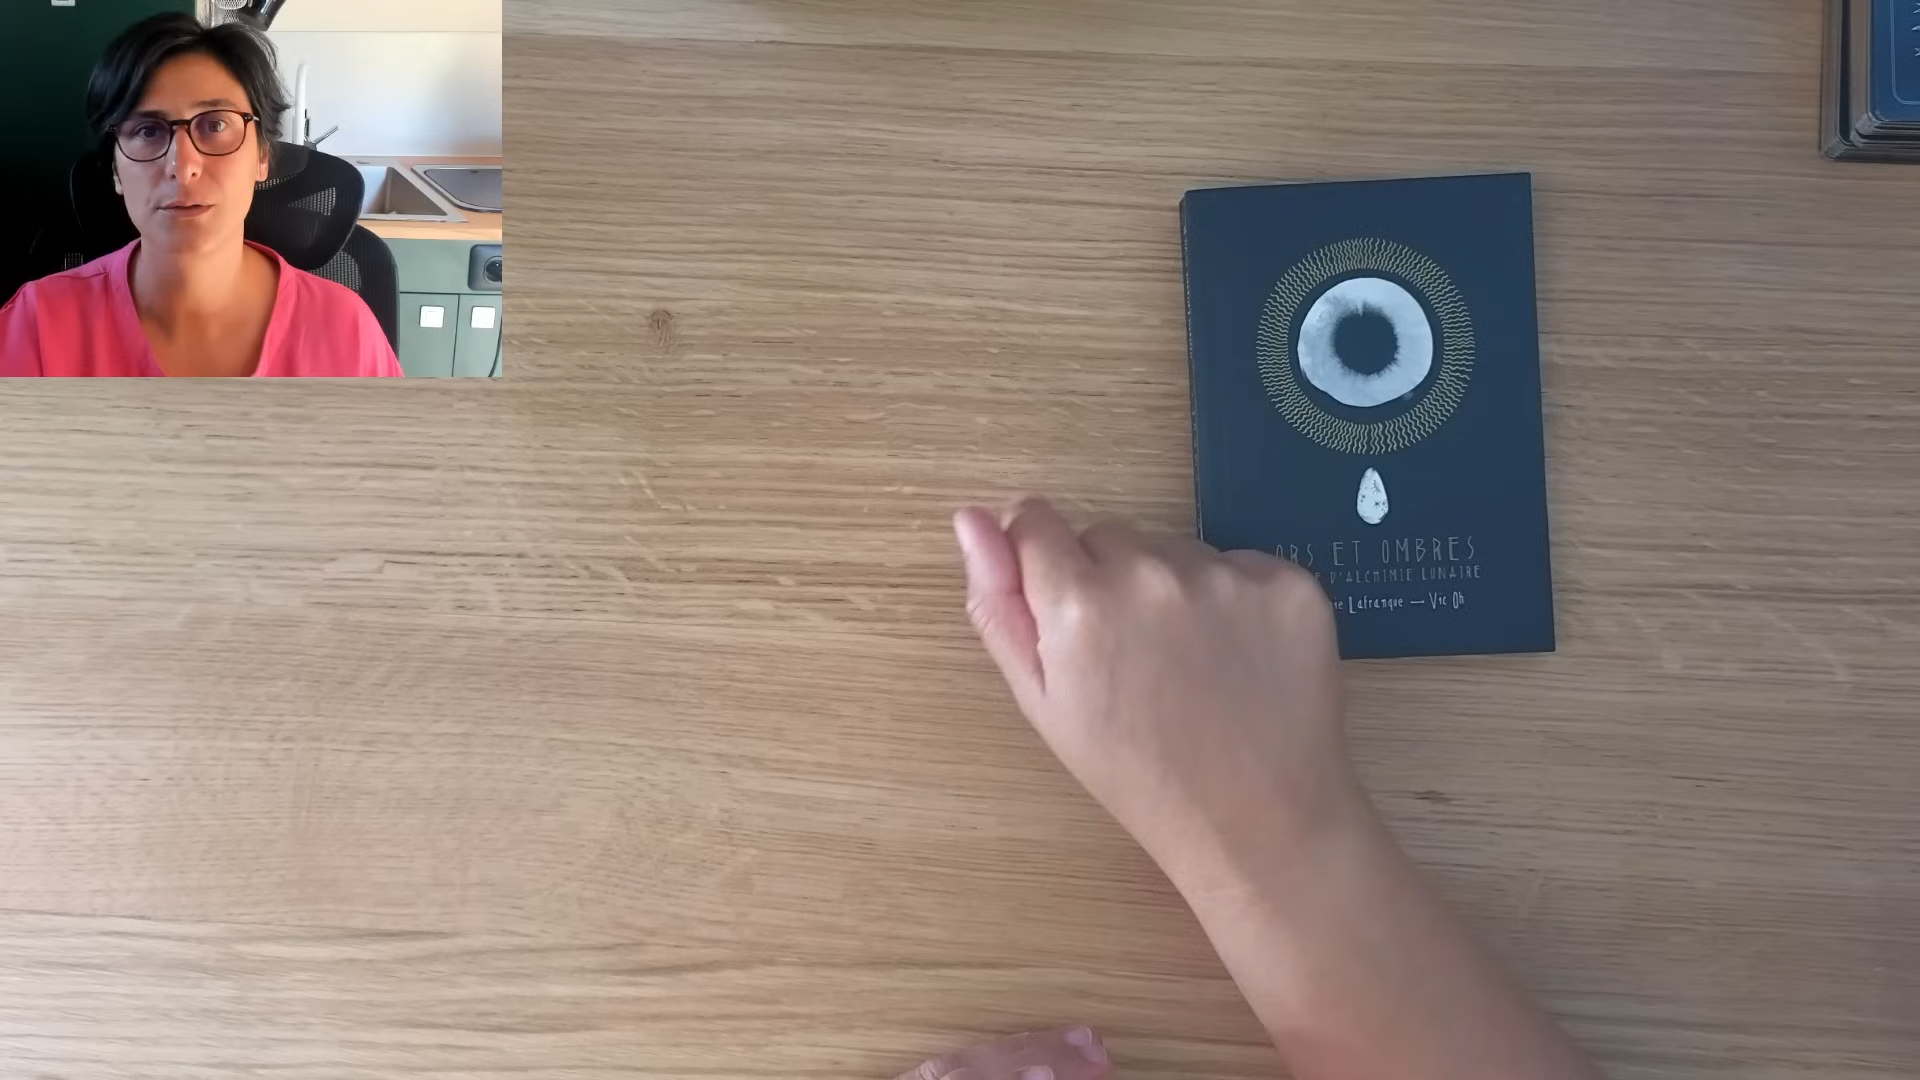 ORS ET OMBRES
D'ALCHIMIE LUNAIRE
Lafranque — Vic Oh